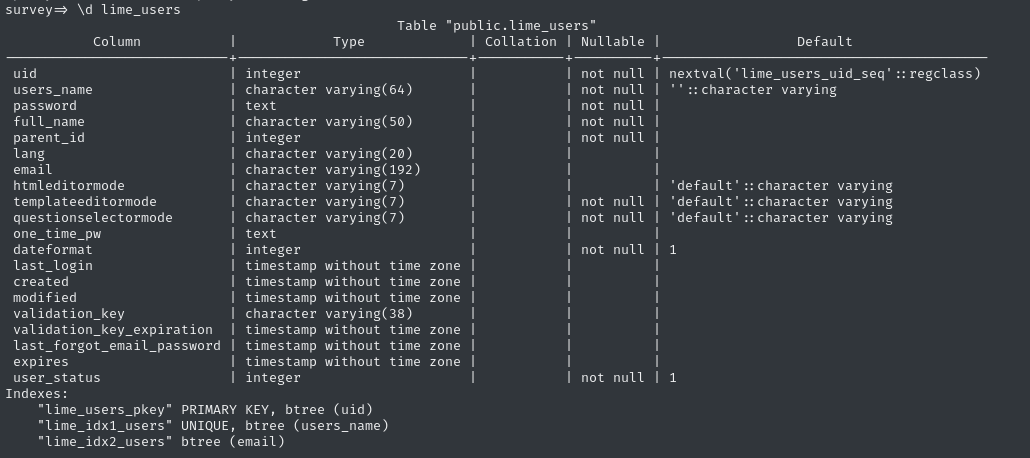 survey=> \d lime_users
Table "public.lime_users"
Column | Type | Collation | Nullable | Default
-----------------------------+------------------------------+------------+----------+-----------------------------------------
uid | integer | | not null | nextval('lime_users_uid_seq'::regclass)
users_name | character varying(64) | | not null | ''::character varying
password | text | | not null |
full_name | character varying(50) | | not null |
parent_id | integer | | not null |
lang | character varying(20) | | |
email | character varying(192) | | |
htmleditormode | character varying(7) | | | 'default'::character varying
templateeditormode | character varying(7) | | not null | 'default'::character varying
questionselectormode | character varying(7) | | not null | 'default'::character varying
one_time_pw | text | | |
dateformat | integer | | not null | 1
last_login | timestamp without time zone | | |
created | timestamp without time zone | | |
modified | timestamp without time zone | | |
validation_key | character varying(38) | | |
validation_key_expiration | timestamp without time zone | | |
last_forgot_email_password | timestamp without time zone | | |
expires | timestamp without time zone | | |
user_status | integer | | not null | 1
Indexes:
"lime_users_pkey" PRIMARY KEY, btree (uid)
"lime_idx1_users" UNIQUE, btree (users_name)
"lime_idx2_users" btree (email)